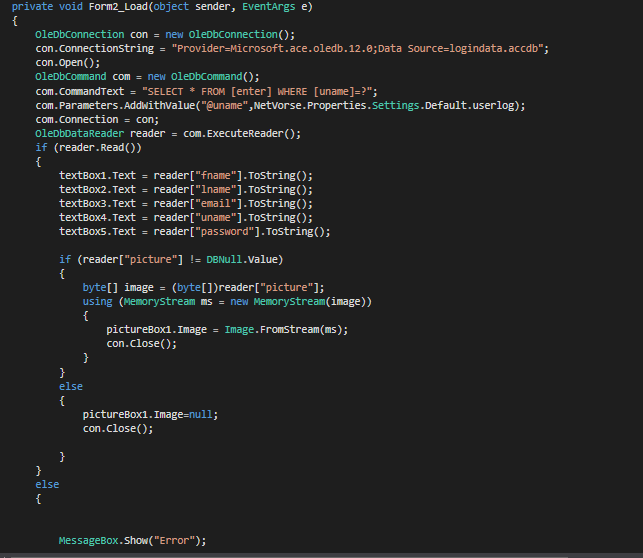 private void Form2_Load(object sender, EventArgs e)
{
OleDbConnection con = new OleDbConnection();
con.ConnectionString = "Provider=Microsoft.ace.oledb.12.0;Data Source=logindata.accdb";
con.Open();
OleDbCommand com = new OleDbCommand();
com.CommandText = "SELECT * FROM [enter] WHERE [uname]=?";
com.Parameters.AddWithValue("@uname",NetVorse.Properties.Settings.Default.userlog);
com.Connection = con;
OleDbDataReader reader = com.ExecuteReader();
if (reader.Read())
{
textBox1.Text = reader["fname"].ToString();
textBox2.Text = reader["lname"].ToString();
textBox3.Text = reader["email"].ToString();
textBox4.Text = reader["uname"].ToString();
textBox5.Text = reader["password"].ToString();
if (reader["picture"] != DBNull.Value)
{
byte[] image = (byte[])reader["picture"];
using (MemoryStream ms = new MemoryStream(image))
{
pictureBox1.Image = Image.FromStream(ms);
con.Close();
}
}
else
{
pictureBox1.Image=null;
con.Close();
}
}
else
{
MessageBox.Show("Error");